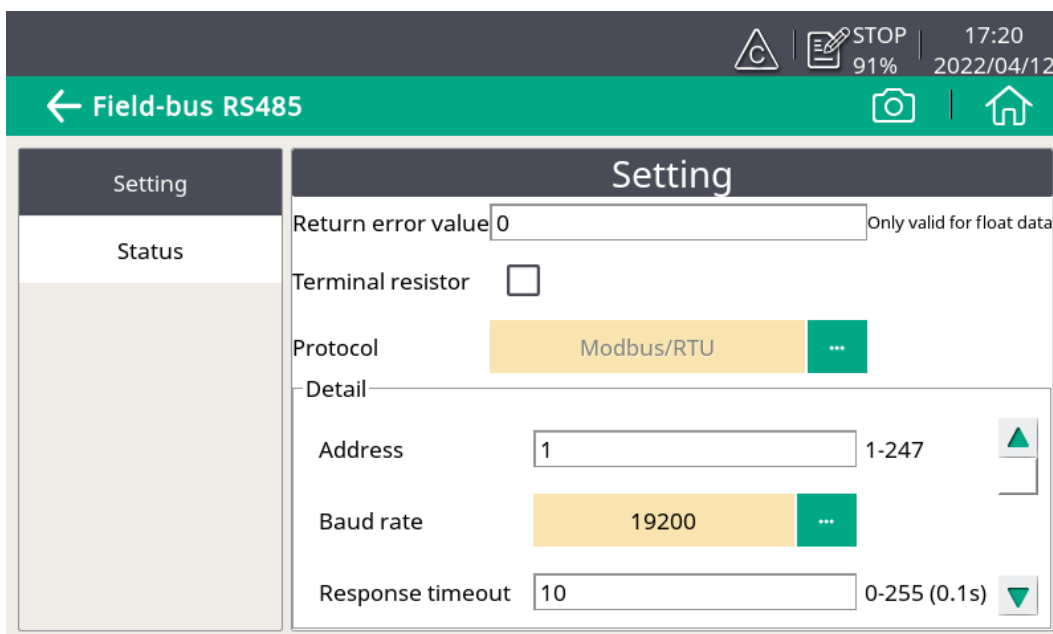 C
STOP
91%
17:20
2022/04/12
Field-bus RS485
Setting
Status
Setting
Return error value 0 Only valid for float data
Terminal resistor
Protocol Modbus/RTU ...
Detail
Address 1 1-247
Baud rate 19200 ...
Response timeout 10 0-255 (0.1s)